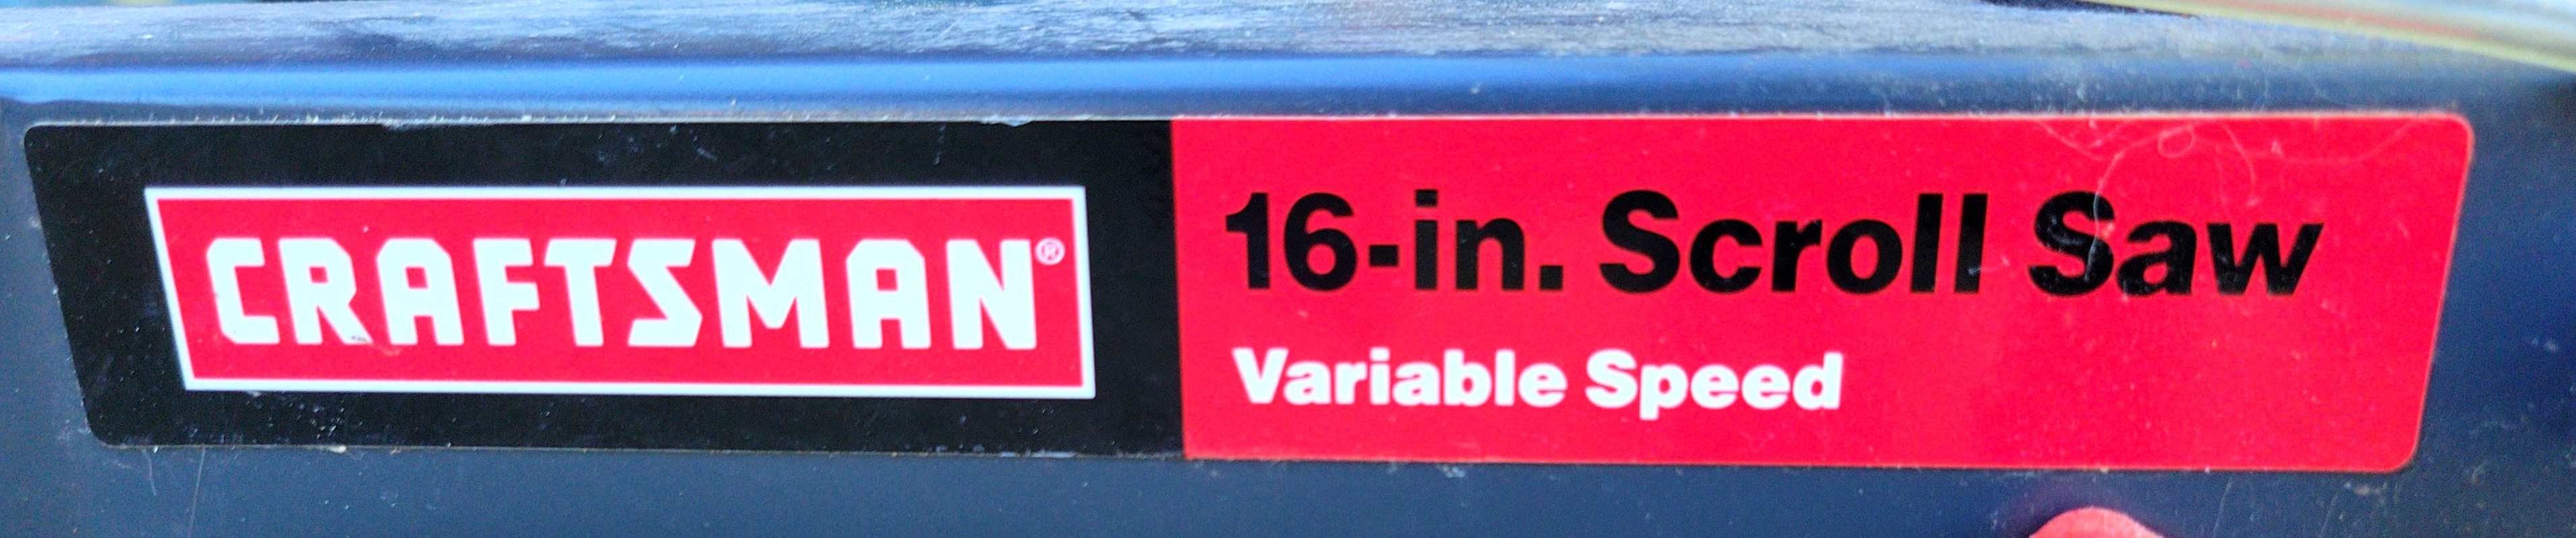 CRAFTSMAN®
16-in. Scroll Saw
Variable Speed